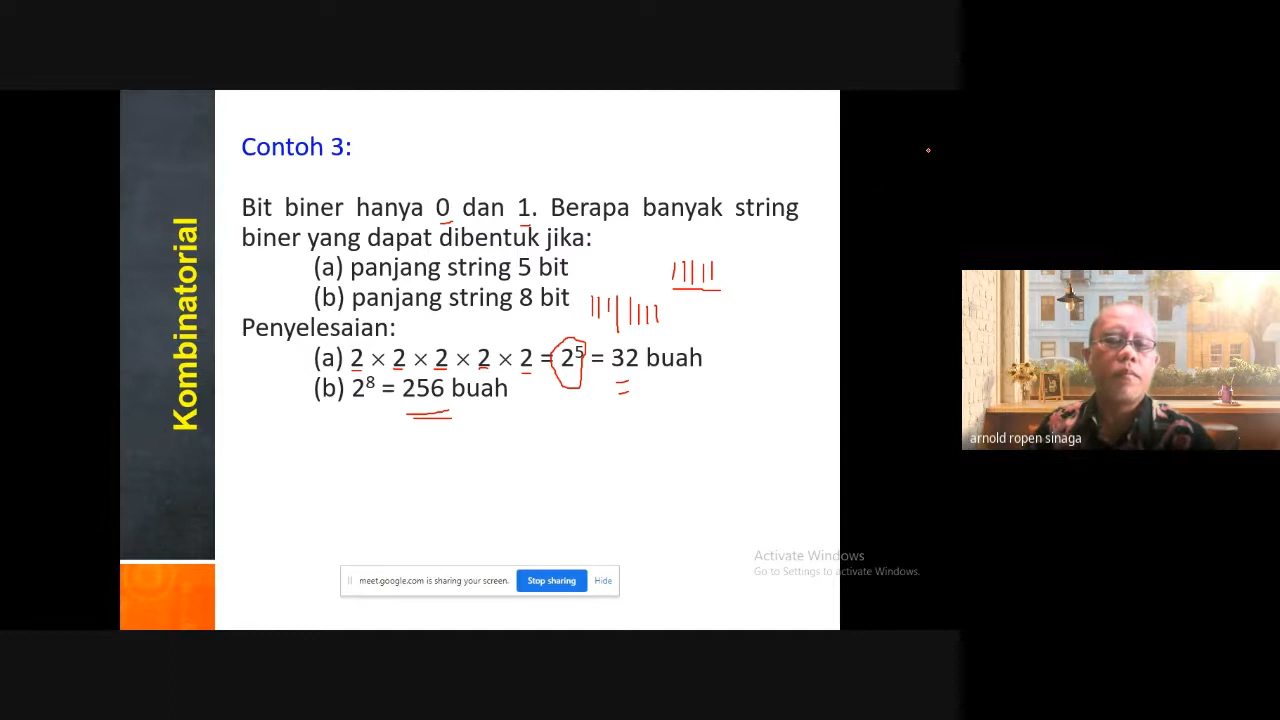 Kombinatorial
Contoh 3:
Bit biner hanya 0 dan 1. Berapa banyak string
biner yang dapat dibentuk jika:
(a) panjang string 5 bit
(b) panjang string 8 bit
Penyelesaian:
(a) 2 × 2 × 2 × 2 × 2 = 2⁵ = 32 buah
(b) 2⁸ = 256 buah
arnold ropen sinaga
Activate Windows
Go to Settings to activate Windows.
meet.google.com is sharing your screen.
Stop sharing
Hide